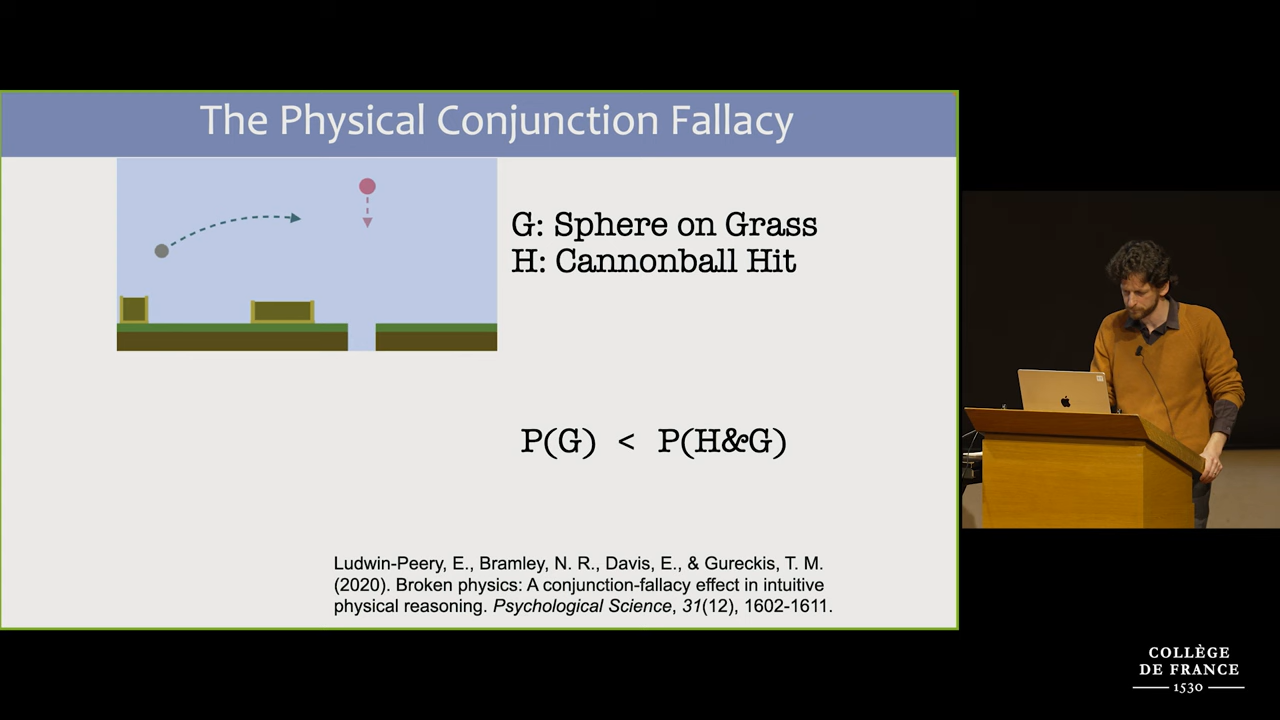 The Physical Conjunction Fallacy
G: Sphere on Grass
H: Cannonball Hit
P(G) < P(H&G)
Ludwin-Peery, E., Bramley, N. R., Davis, E., & Gureckis, T. M.
(2020). Broken physics: A conjunction-fallacy effect in intuitive
physical reasoning. Psychological Science, 31(12), 1602-1611.
COLLÈGE
DE FRANCE
1530